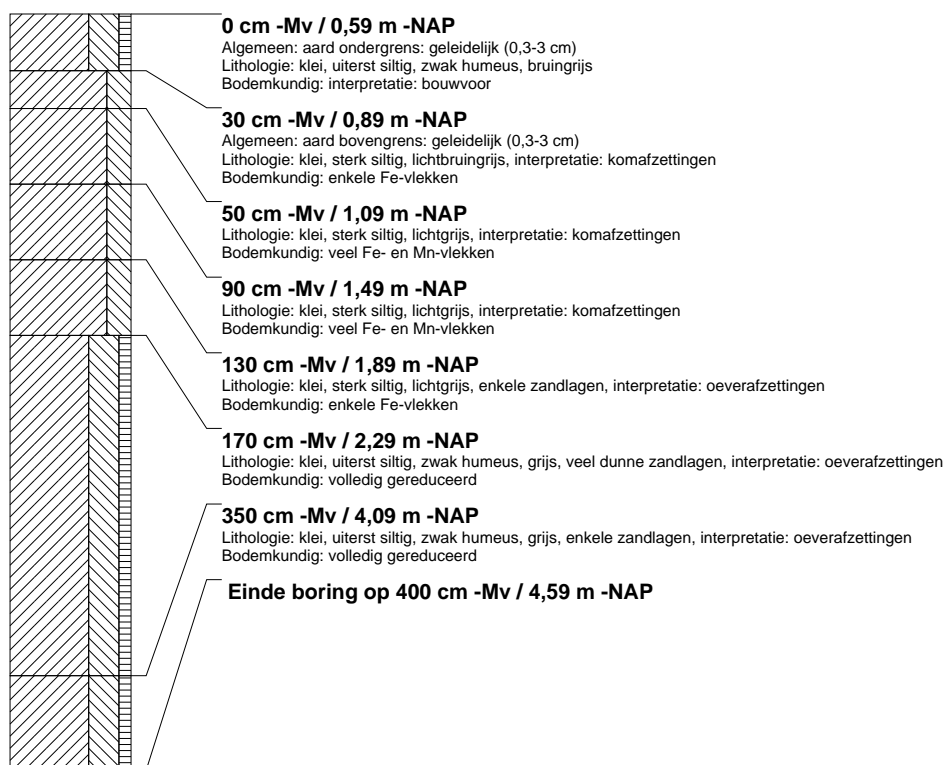 0 cm -Mv / 0,59 m -NAP
Algemeen: aard ondergrens: geleidelijk (0,3-3 cm)
Lithologie: klei, uiterst siltig, zwak humeus, bruingrijs
Bodemkundig: interpretatie: bouwvoor
30 cm -Mv / 0,89 m -NAP
Algemeen: aard bovengrens: geleidelijk (0,3-3 cm)
Lithologie: klei, sterk siltig, lichtbruingrijs, interpretatie: komafzettingen
Bodemkundig: enkele Fe-vlekken
50 cm -Mv / 1,09 m -NAP
Lithologie: klei, sterk siltig, lichtgrijs, interpretatie: komafzettingen
Bodemkundig: veel Fe- en Mn-vlekken
90 cm -Mv / 1,49 m -NAP
Lithologie: klei, sterk siltig, lichtgrijs, interpretatie: komafzettingen
Bodemkundig: veel Fe- en Mn-vlekken
130 cm -Mv / 1,89 m -NAP
Lithologie: klei, sterk siltig, lichtgrijs, enkele zandlagen, interpretatie: oeverafzettingen
Bodemkundig: enkele Fe-vlekken
170 cm -Mv / 2,29 m -NAP
Lithologie: klei, uiterst siltig, zwak humeus, grijs, veel dunne zandlagen, interpretatie: oeverafzettingen
Bodemkundig: volledig gereduceerd
350 cm -Mv / 4,09 m -NAP
Lithologie: klei, uiterst siltig, zwak humeus, grijs, enkele zandlagen, interpretatie: oeverafzettingen
Bodemkundig: volledig gereduceerd
Einde boring op 400 cm -Mv / 4,59 m -NAP